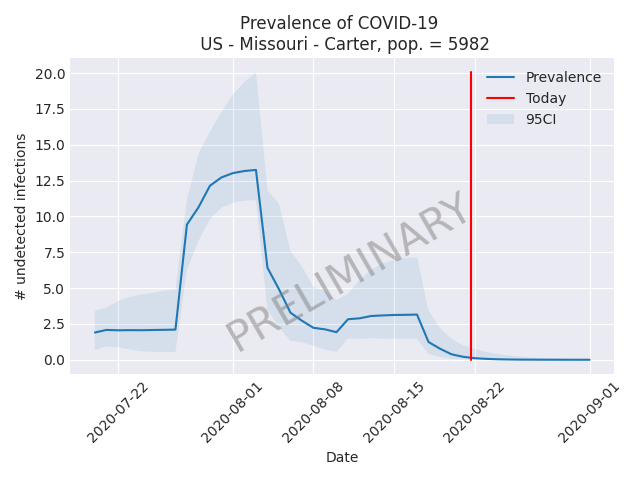 Prevalence of COVID-19
US - Missouri - Carter, pop. = 5982
# undetected infections
20.0
17.5
15.0
12.5
10.0
7.5
5.0
2.5
0.0
Prevalence
Today
95CI
PRELIMINARY
2020-07-22
2020-08-01
2020-08-08
2020-08-15
2020-08-22
2020-09-01
Date